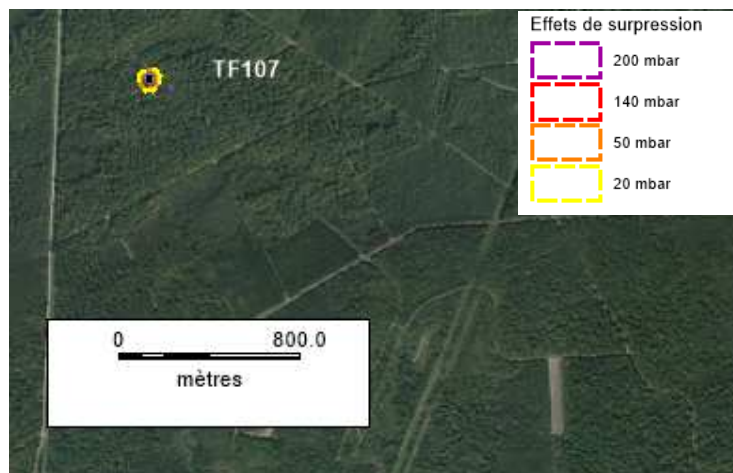 Effets de surpression
200 mbar
140 mbar
50 mbar
20 mbar
TF107
0 800.0
mètres